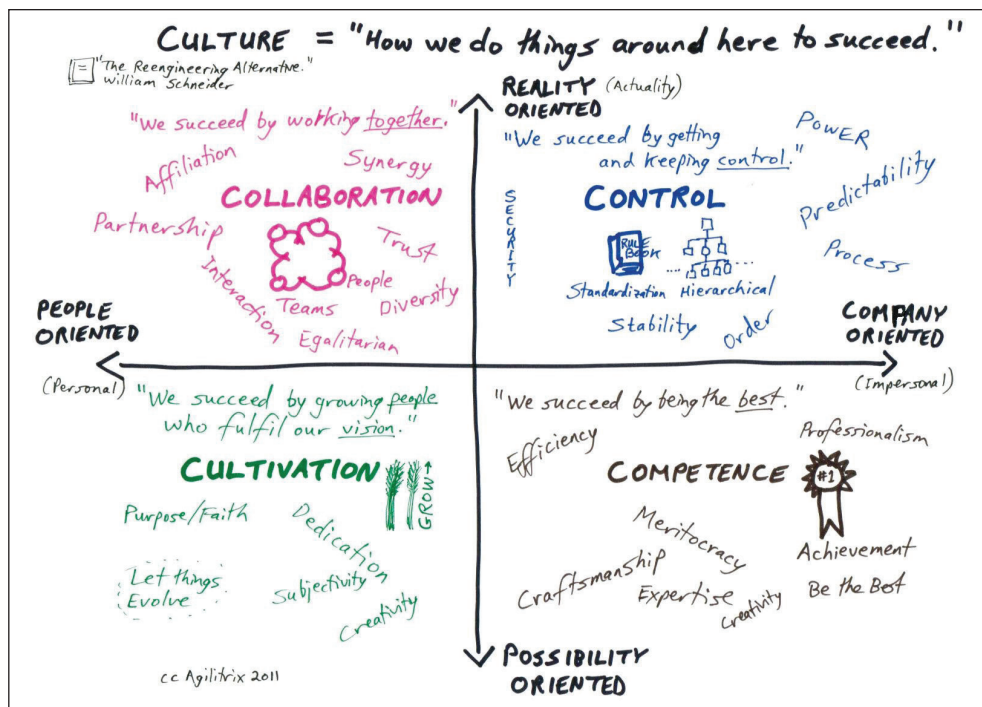 CULTURE = "How we do things around here to succeed."
"The Reengineering Alternative."
William Schneider
REALITY (Actuality)
ORIENTED
"We succeed by working together."
Affiliation
Synergy
COLLABORATION
Partnership
Trust
Interaction
People
Teams
Diversity
Egalitarian
"We succeed by getting
and keeping control."
POWER
SECURITY
CONTROL
Predictability
RULE
BOOK
Process
Standardization Hierarchical
Stability
Order
PEOPLE
ORIENTED
(Personal)
COMPANY
ORIENTED
(Impersonal)
"We succeed by growing people
who fulfil our vision."
CULTIVATION
GROW
Purpose/Faith
Dedication
Let things
Evolve
Subjectivity
Creativity
"We succeed by being the best."
Efficiency
Professionalism
COMPETENCE
#1
Meritocracy
Achievement
Craftsmanship
Expertise
Be the Best
Creativity
cc Agilitrix 2011
POSSIBILITY
ORIENTED